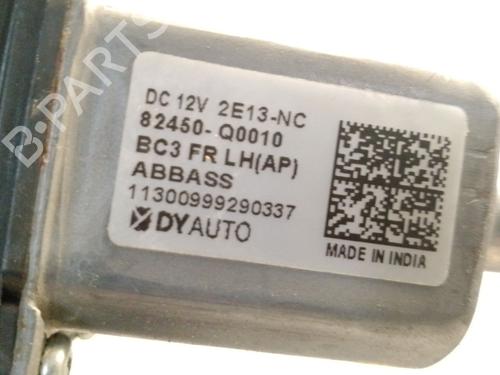 DC 12V 2E13-NC
82450-Q0010
BC3 FR LH(AP)
ABBASS
11300999290337
DYAUTO
MADE IN INDIA
B-PARTS